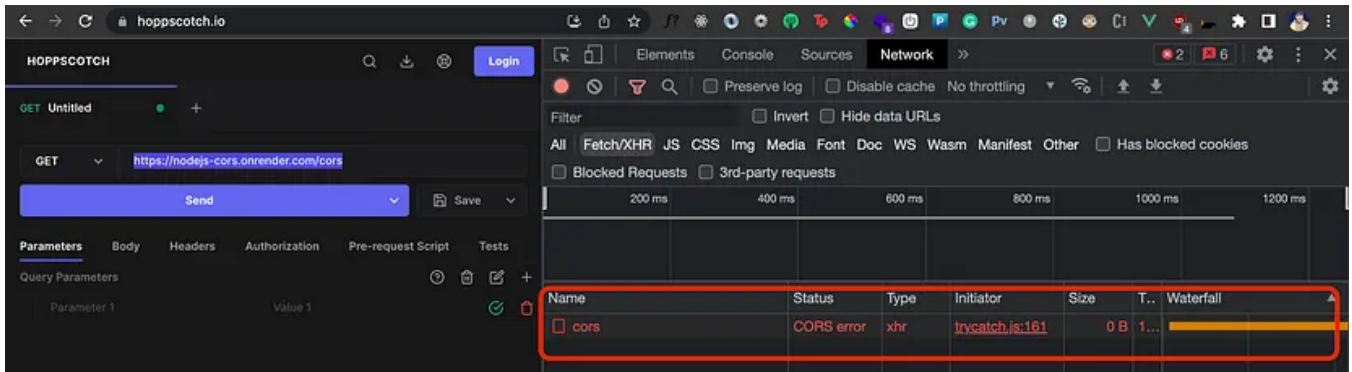 hoppscotch.io
HOPPSCOTCH
Login
GET Untitled
GET https://nodejs-cors.onrender.com/cors
Send Save
Parameters Body Headers Authorization Pre-request Script Tests
Query Parameters
Parameter 1 Value 1
Elements Console Sources Network 2 6
Preserve log Disable cache No throttling
Filter Invert Hide data URLs
All Fetch/XHR JS CSS Img Media Font Doc WS Wasm Manifest Other Has blocked cookies
Blocked Requests 3rd-party requests
200 ms 400 ms 600 ms 800 ms 1000 ms 1200 ms
Name Status Type Initiator Size T.. Waterfall
cors CORS error xhr trycatch.js:161 0 B 1...